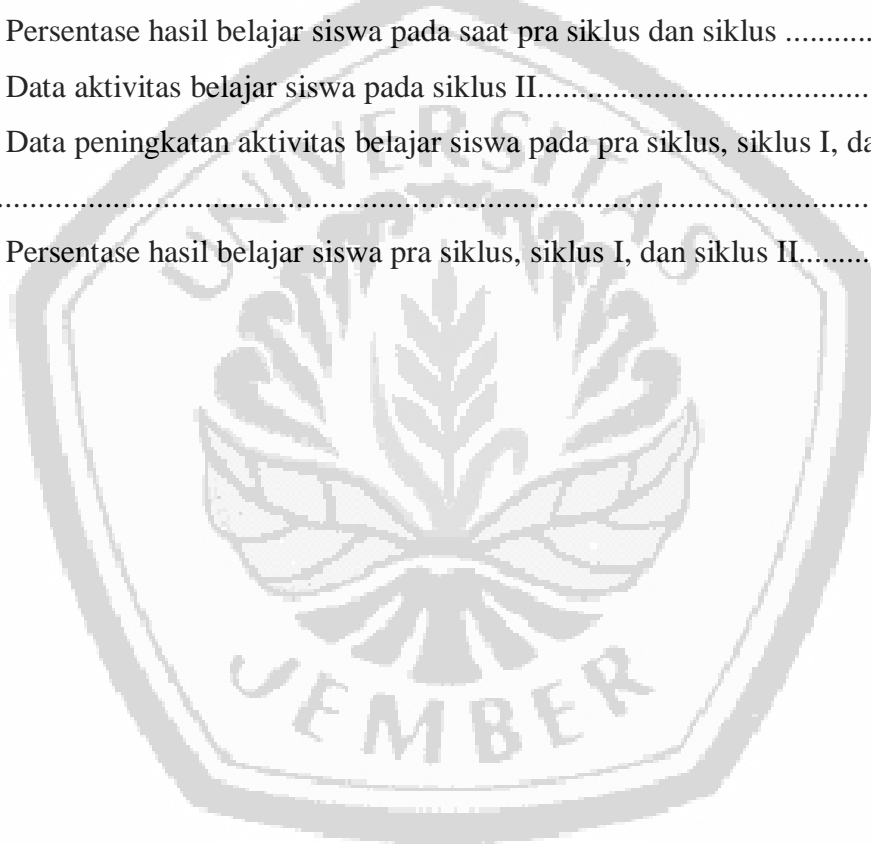 Persentase hasil belajar siswa pada saat pra siklus dan siklus ............
Data aktivitas belajar siswa pada siklus II..........................................
Data peningkatan aktivitas belajar siswa pada pra siklus, siklus I, da
..........................................................................................................
Persentase hasil belajar siswa pra siklus, siklus I, dan siklus II.........
UNIVERSITAS
JEMBER